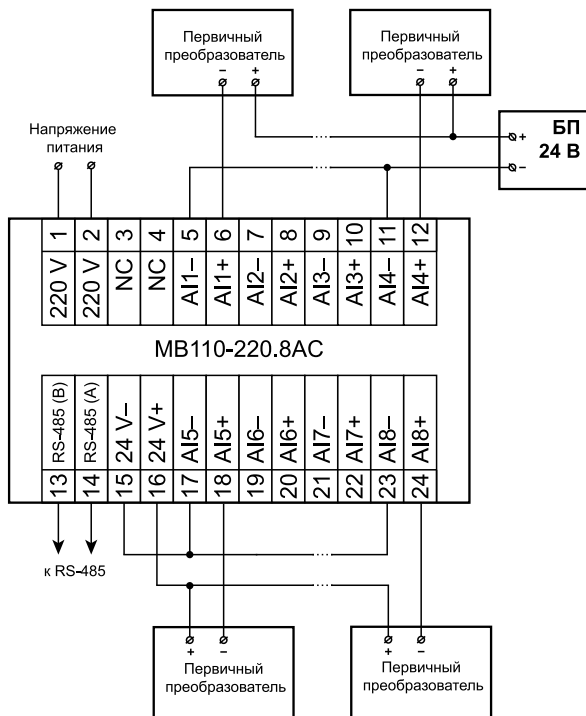 Первичный
преобразователь
− +
Первичный
преобразователь
− +
Напряжение
питания
БП
24 В
+
−
1 2 3 4 5 6 7 8 9 10 11 12
220 V 220 V NC NC AI1– AI1+ AI2– AI2+ AI3– AI3+ AI4– AI4+
МВ110-220.8АС
RS-485 (B) RS-485 (A) 24 V– 24 V+ AI5– AI5+ AI6– AI6+ AI7– AI7+ AI8– AI8+
13 14 15 16 17 18 19 20 21 22 23 24
к RS-485
+ −
Первичный
преобразователь
+ −
Первичный
преобразователь